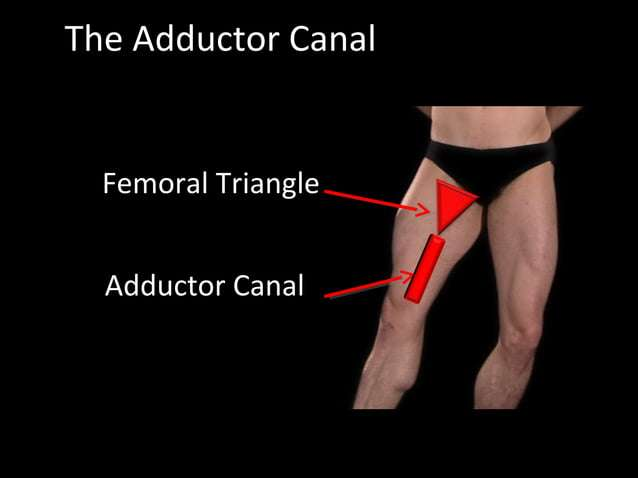 The Adductor Canal
Femoral Triangle
Adductor Canal